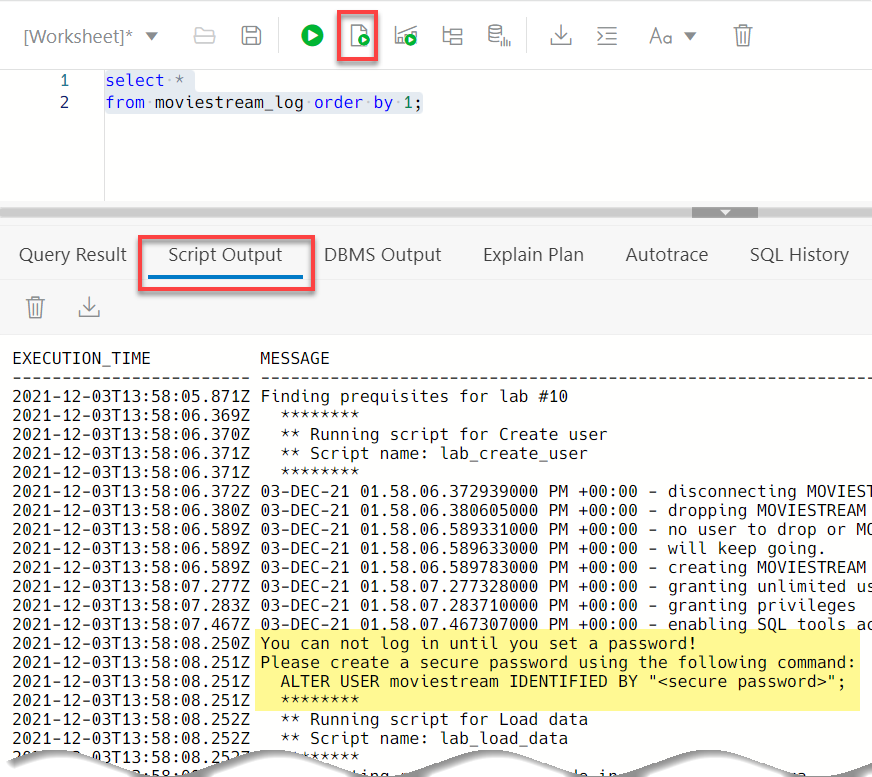 [Worksheet]* Aa
1 select *
2 from moviestream_log order by 1;
Query Result Script Output DBMS Output Explain Plan Autotrace SQL History
EXECUTION_TIME MESSAGE
------------------------ ------------------------------------------------------------
2021-12-03T13:58:05.871Z Finding prequisites for lab #10
2021-12-03T13:58:06.369Z ********
2021-12-03T13:58:06.370Z ** Running script for Create user
2021-12-03T13:58:06.371Z ** Script name: lab_create_user
2021-12-03T13:58:06.371Z ********
2021-12-03T13:58:06.372Z 03-DEC-21 01.58.06.372939000 PM +00:00 - disconnecting MOVIEST
2021-12-03T13:58:06.380Z 03-DEC-21 01.58.06.380605000 PM +00:00 - dropping MOVIESTREAM
2021-12-03T13:58:06.589Z 03-DEC-21 01.58.06.589331000 PM +00:00 - no user to drop or MO
2021-12-03T13:58:06.589Z 03-DEC-21 01.58.06.589633000 PM +00:00 - will keep going.
2021-12-03T13:58:06.589Z 03-DEC-21 01.58.06.589783000 PM +00:00 - creating MOVIESTREAM
2021-12-03T13:58:07.277Z 03-DEC-21 01.58.07.277328000 PM +00:00 - granting unlimited us
2021-12-03T13:58:07.283Z 03-DEC-21 01.58.07.283710000 PM +00:00 - granting privileges
2021-12-03T13:58:07.467Z 03-DEC-21 01.58.07.467307000 PM +00:00 - enabling SQL tools ac
2021-12-03T13:58:08.250Z You can not log in until you set a password!
2021-12-03T13:58:08.251Z Please create a secure password using the following command:
2021-12-03T13:58:08.251Z ALTER USER moviestream IDENTIFIED BY "<secure password>";
2021-12-03T13:58:08.251Z ********
2021-12-03T13:58:08.252Z ** Running script for Load data
2021-12-03T13:58:08.252Z ** Script name: lab_load_data
2021-12-03T13:58:08.252Z ********